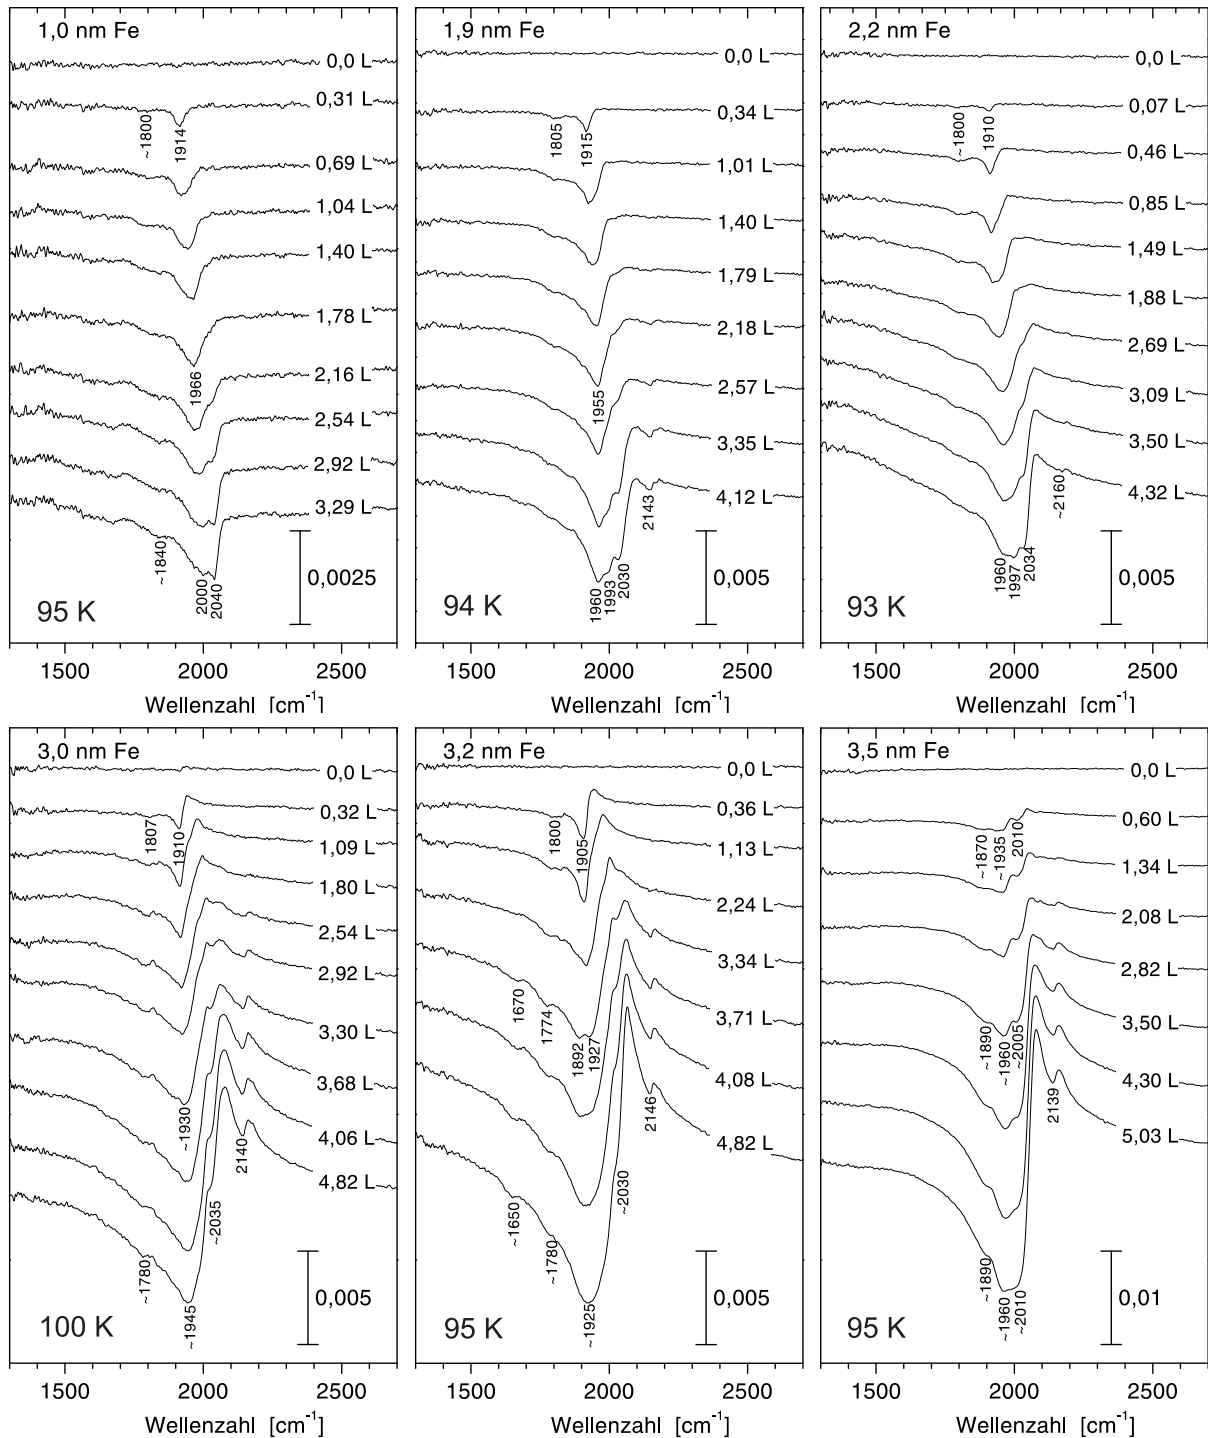 1,0 nm Fe
0,0 L
0,31 L
~1800
1914
0,69 L
1,04 L
1,40 L
1,78 L
1966
2,16 L
2,54 L
2,92 L
3,29 L
~1840
2000
2040
0,0025
95 K
1500 2000 2500
Wellenzahl [cm⁻¹]
1,9 nm Fe
0,0 L
0,34 L
1805
1915
1,01 L
1,40 L
1,79 L
2,18 L
1955
2,57 L
3,35 L
4,12 L
2143
1960
1993
2030
0,005
94 K
1500 2000 2500
Wellenzahl [cm⁻¹]
2,2 nm Fe
0,0 L
0,07 L
~1800
1910
0,46 L
0,85 L
1,49 L
1,88 L
2,69 L
3,09 L
3,50 L
4,32 L
~2160
1960
1997
2034
0,005
93 K
1500 2000 2500
Wellenzahl [cm⁻¹]
3,0 nm Fe
0,0 L
0,32 L
1807
1910
1,09 L
1,80 L
2,54 L
2,92 L
3,30 L
3,68 L
~1930
4,06 L
2140
4,82 L
~2035
~1780
~1945
0,005
100 K
1500 2000 2500
Wellenzahl [cm⁻¹]
3,2 nm Fe
0,0 L
0,36 L
1800
1905
1,13 L
2,24 L
3,34 L
1670
1774
3,71 L
1892
1927
4,08 L
2146
4,82 L
~2030
~1650
~1780
~1925
0,005
95 K
1500 2000 2500
Wellenzahl [cm⁻¹]
3,5 nm Fe
0,0 L
0,60 L
~1870
~1935
2010
1,34 L
2,08 L
2,82 L
3,50 L
~1890
~1960
~2005
4,30 L
2139
5,03 L
~1890
~1960
~2010
0,01
95 K
1500 2000 2500
Wellenzahl [cm⁻¹]